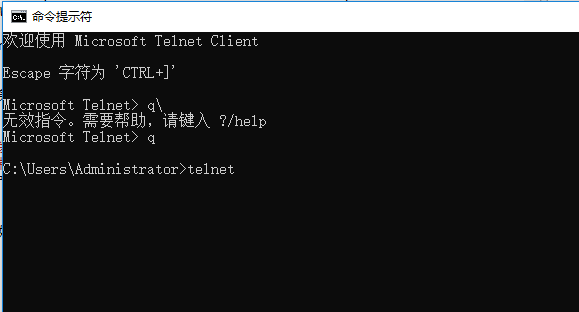 命令提示符
欢迎使用 Microsoft Telnet Client
Escape 字符为 'CTRL+]'
Microsoft Telnet> q\
无效指令。需要帮助，请键入 ?/help
Microsoft Telnet> q
C:\Users\Administrator>telnet